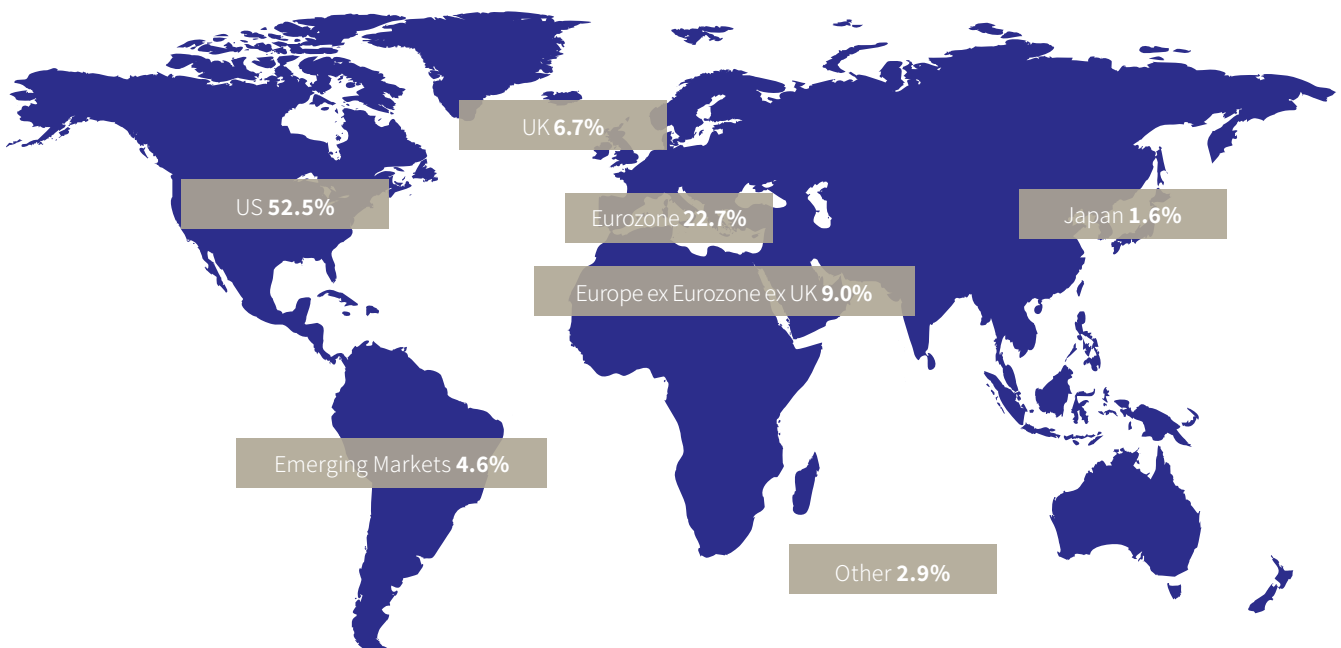 UK 6.7%
US 52.5%
Eurozone 22.7%
Japan 1.6%
Europe ex Eurozone ex UK 9.0%
Emerging Markets 4.6%
Other 2.9%